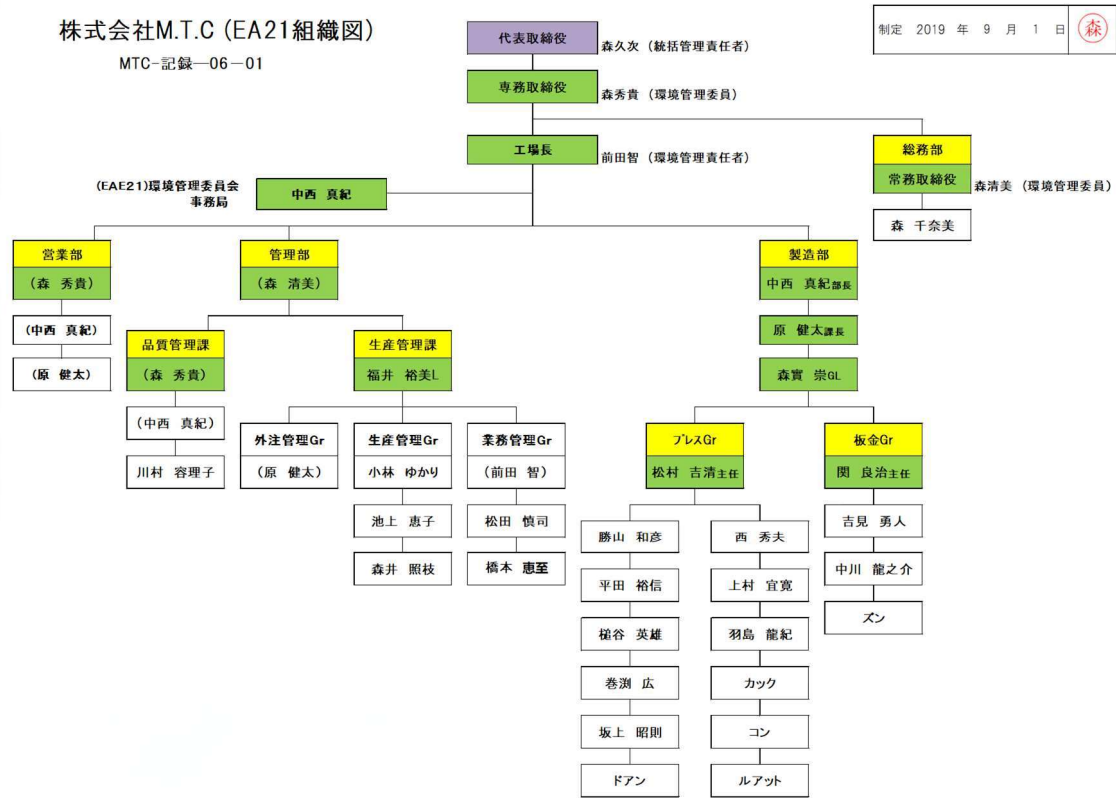 株式会社M.T.C (EA21組織図)
MTC-記録―06－01
制定 2019 年 9 月 1 日 森
代表取締役
森久次 (統括管理責任者)
専務取締役
森秀貴 (環境管理委員)
工場長
前田智 (環境管理責任者)
総務部
常務取締役
森清美 (環境管理委員)
森 千奈美
(EAE21)環境管理委員会
事務局
中西 真紀
営業部
(森 秀貴)
(中西 真紀)
(原 健太)
管理部
(森 清美)
品質管理課
(森 秀貴)
(中西 真紀)
川村 容理子
生産管理課
福井 裕美L
外注管理Gr
(原 健太)
生産管理Gr
小林 ゆかり
池上 恵子
森井 照枝
業務管理Gr
(前田 智)
松田 慎司
橋本 恵至
製造部
中西 真紀部長
原 健太課長
森實 崇GL
プレスGr
松村 吉清主任
勝山 和彦
平田 裕信
槌谷 英雄
巻渕 広
坂上 昭則
ドアン
西 秀夫
上村 宜寛
羽島 龍紀
カック
コン
ルアット
板金Gr
関 良治主任
吉見 勇人
中川 龍之介
ズン